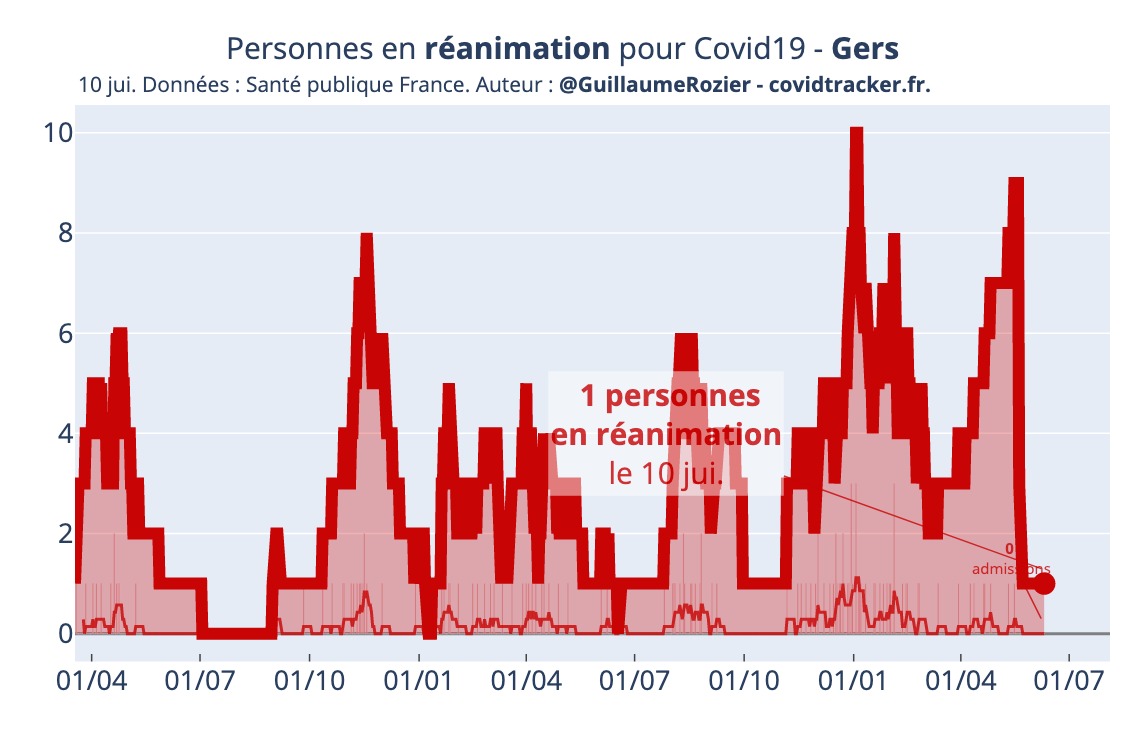 Personnes en réanimation pour Covid19 - Gers
10 jui. Données : Santé publique France. Auteur : @GuillaumeRozier - covidtracker.fr.
10
8
6
4
2
0
1 personnes
en réanimation
le 10 jui.
0
admissions
01/04 01/07 01/10 01/01 01/04 01/07 01/10 01/01 01/04 01/07